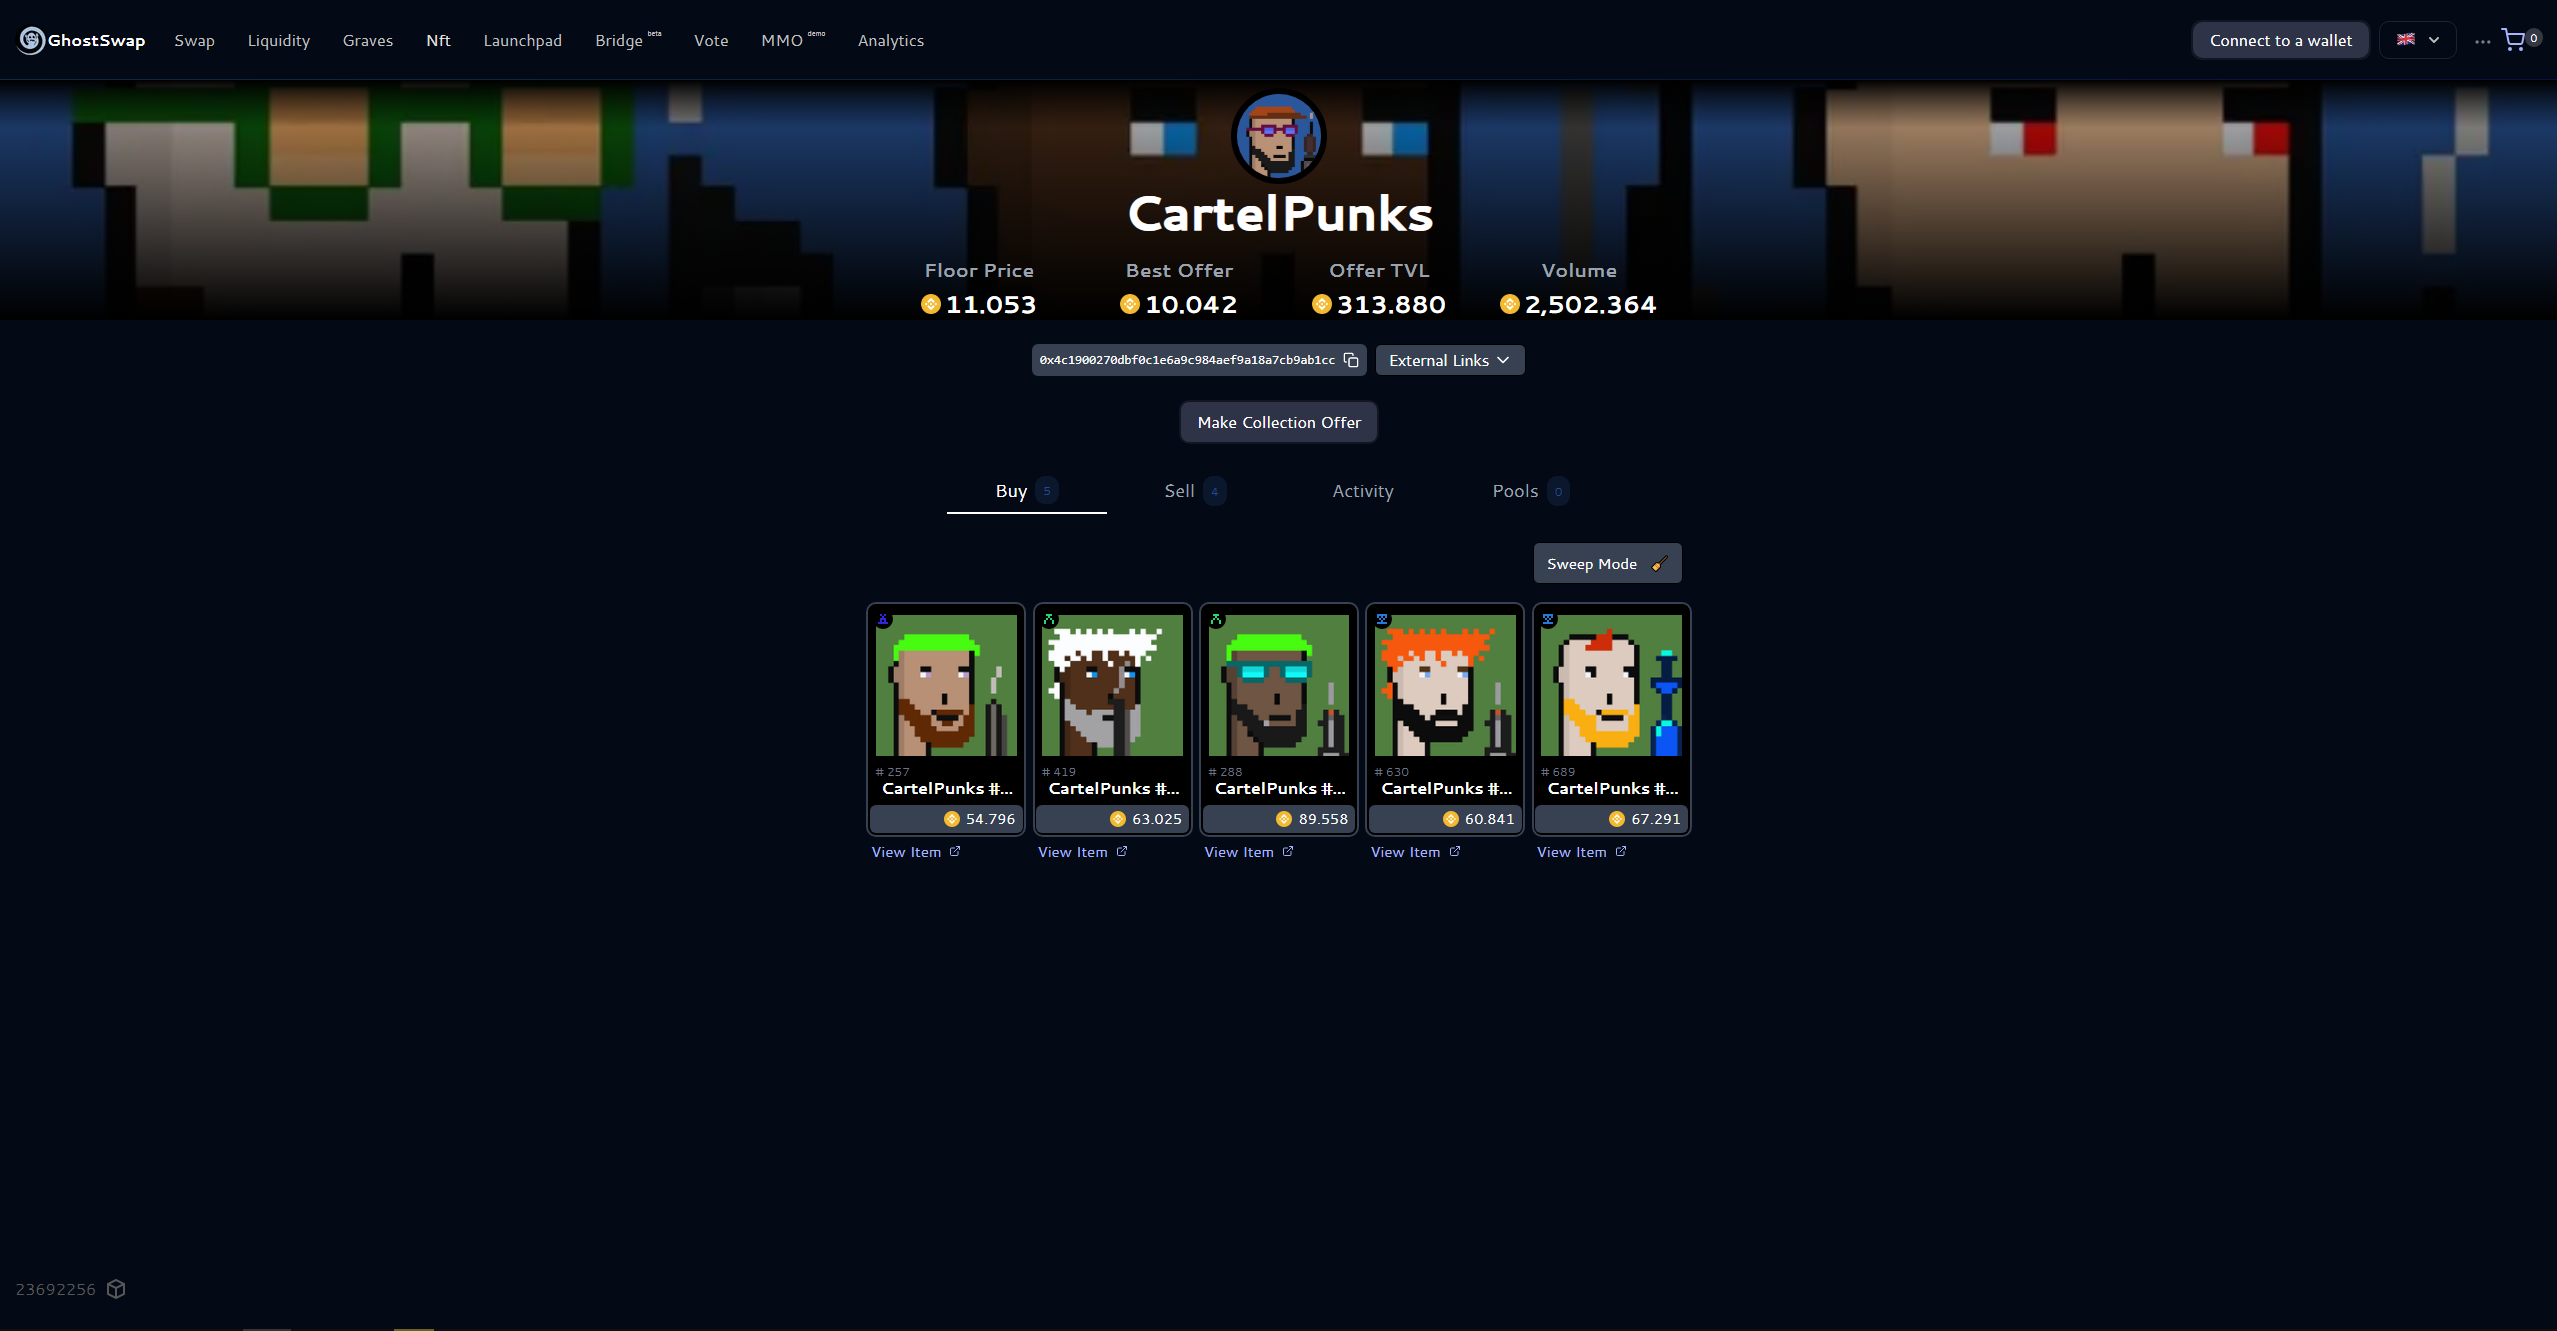 GhostSwap Swap Liquidity Graves Nft Launchpad Bridge beta Vote MMO demo Analytics Connect to a wallet 0
CartelPunks
Floor Price Best Offer Offer TVL Volume
11.053 10.042 313.880 2,502.364
0x4c1900270dbf0c1e6a9c984aef9a18a7cb9ab1cc External Links
Make Collection Offer
Buy 5 Sell 4 Activity Pools 0
Sweep Mode
# 257 # 419 # 288 # 630 # 689
CartelPunks #... CartelPunks #... CartelPunks #... CartelPunks #... CartelPunks #...
54.796 63.025 89.558 60.841 67.291
View Item View Item View Item View Item View Item
23692256